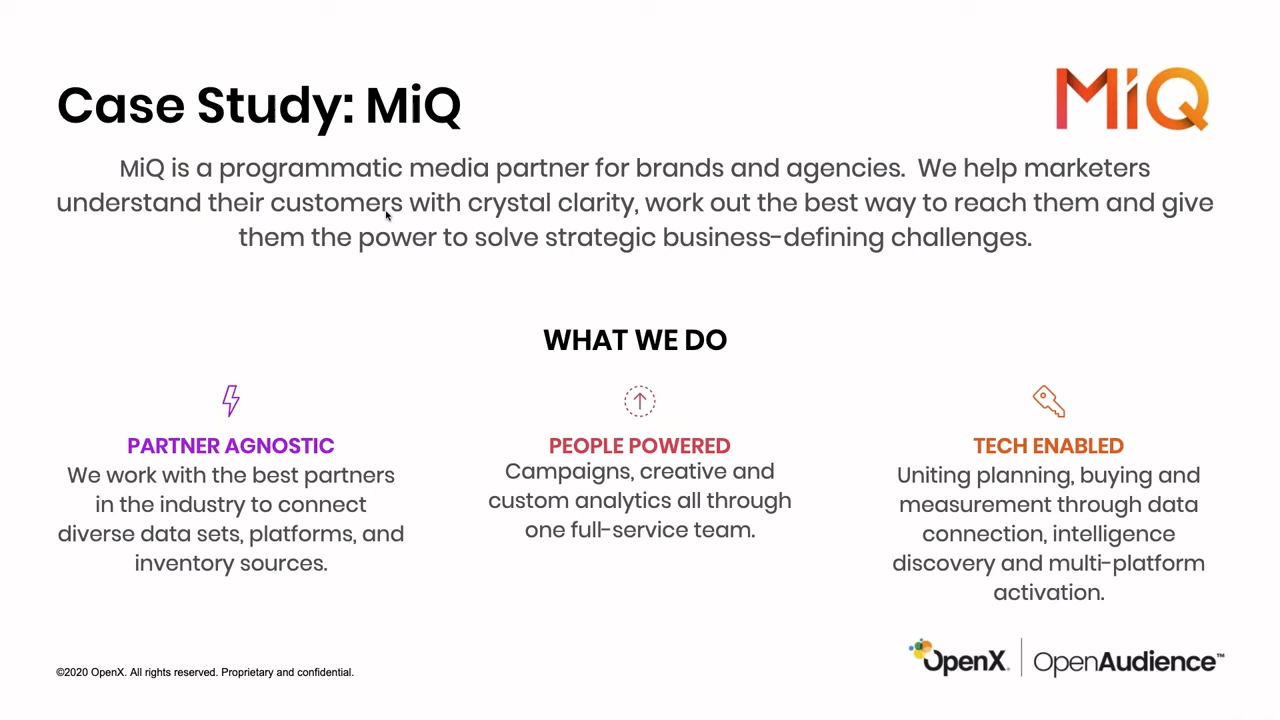 Case Study: MiQ
MiQ
MiQ is a programmatic media partner for brands and agencies.  We help marketers
understand their customers with crystal clarity, work out the best way to reach them and give
them the power to solve strategic business-defining challenges.
WHAT WE DO
PARTNER AGNOSTIC
We work with the best partners
in the industry to connect
diverse data sets, platforms, and
inventory sources.
PEOPLE POWERED
Campaigns, creative and
custom analytics all through
one full-service team.
TECH ENABLED
Uniting planning, buying and
measurement through data
connection, intelligence
discovery and multi-platform
activation.
©2020 OpenX. All rights reserved. Proprietary and confidential.
OpenX. | OpenAudience™